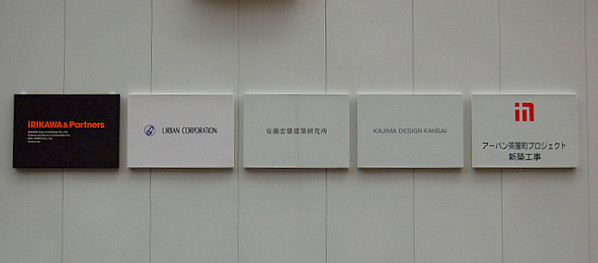 iRIKAWA&Partners
URBAN CORPORATION
安藤忠雄建築研究所
KAJIMA DESIGN KANSAI
アーバン茶屋町プロジェクト
新築工事